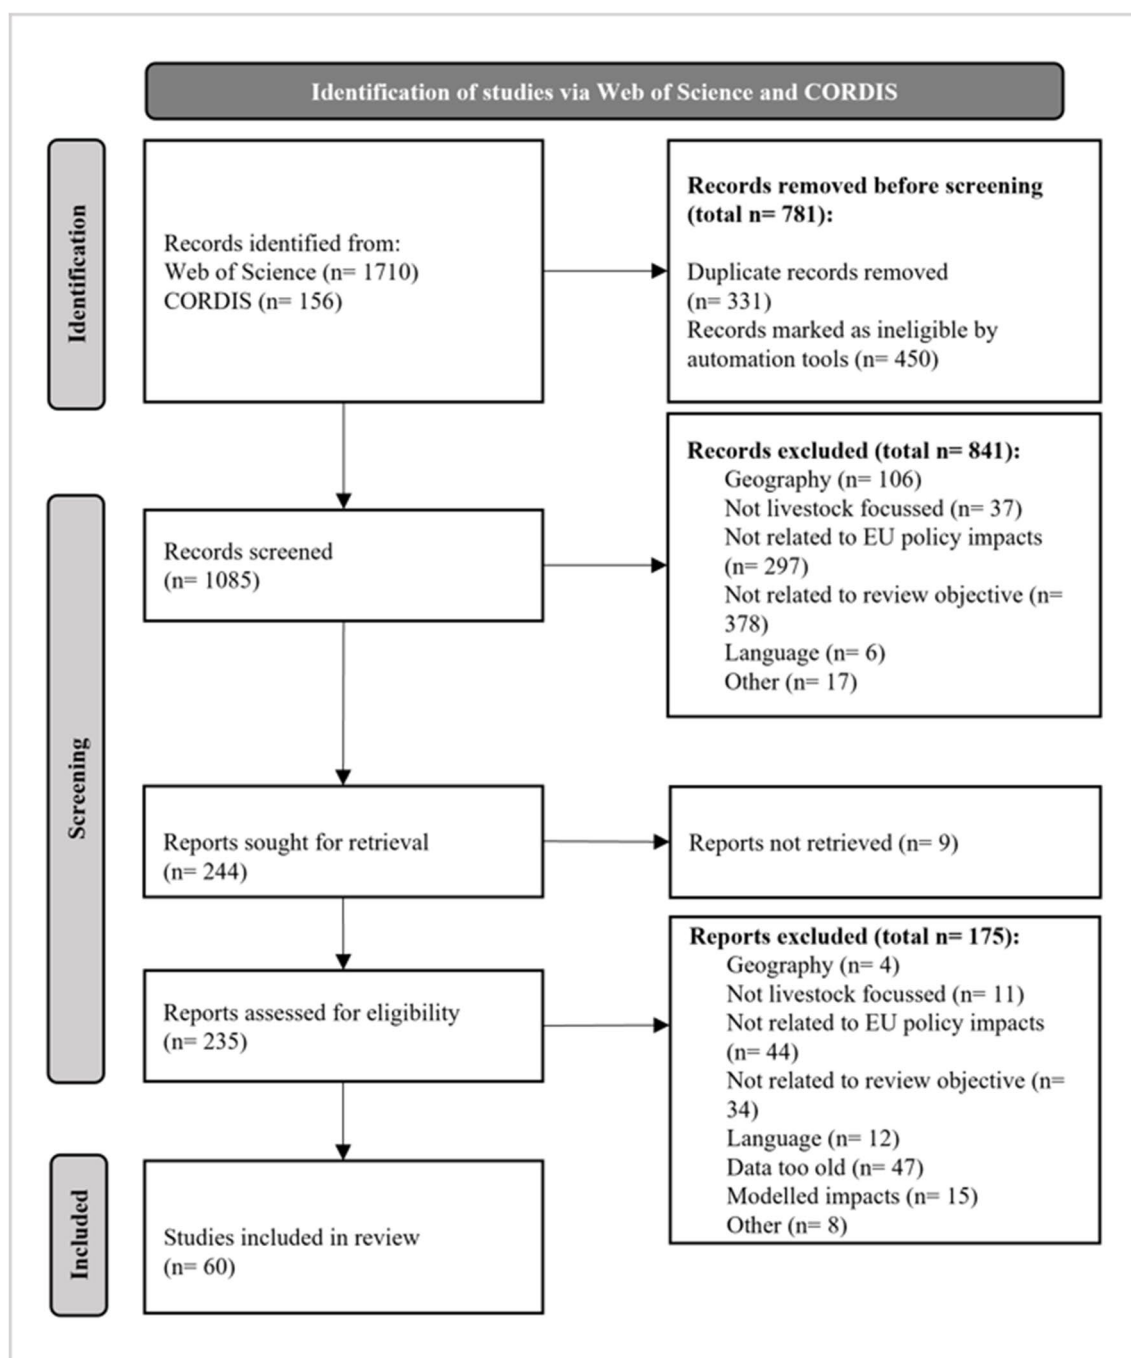 Identification of studies via Web of Science and CORDIS
Identification
Records identified from:
Web of Science (n= 1710)
CORDIS (n= 156)
Records removed before screening
(total n= 781):
Duplicate records removed
(n= 331)
Records marked as ineligible by
automation tools (n= 450)
Screening
Records screened
(n= 1085)
Records excluded (total n= 841):
Geography (n= 106)
Not livestock focussed (n= 37)
Not related to EU policy impacts
(n= 297)
Not related to review objective (n=
378)
Language (n= 6)
Other (n= 17)
Reports sought for retrieval
(n= 244)
Reports not retrieved (n= 9)
Reports assessed for eligibility
(n= 235)
Reports excluded (total n= 175):
Geography (n= 4)
Not livestock focussed (n= 11)
Not related to EU policy impacts
(n= 44)
Not related to review objective (n=
34)
Language (n= 12)
Data too old (n= 47)
Modelled impacts (n= 15)
Other (n= 8)
Included
Studies included in review
(n= 60)